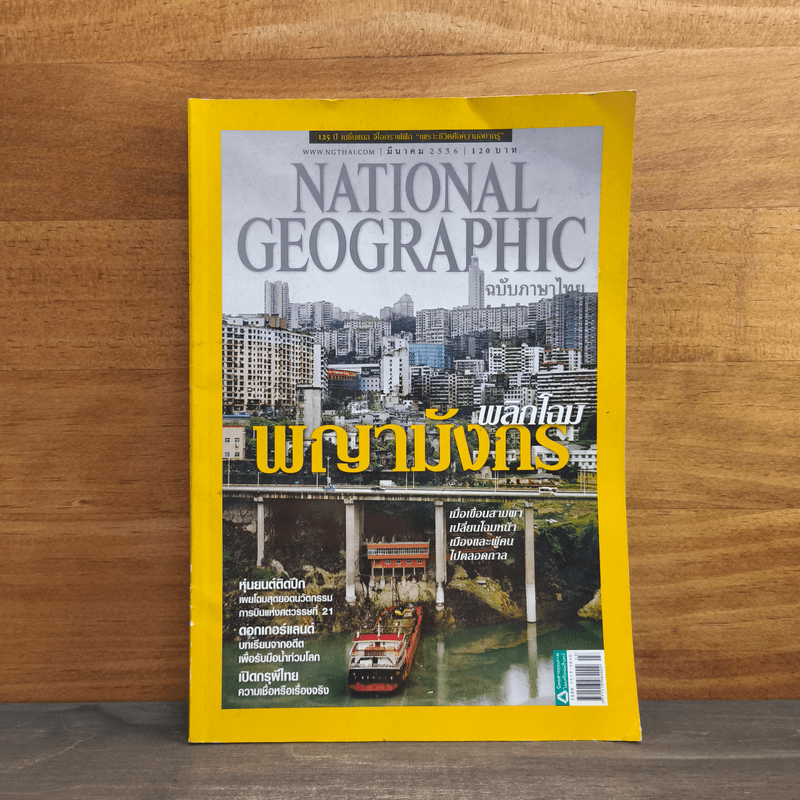 125 ปี เนชั่นแนล จีโอกราฟฟิก "เพราะชีวิตคือความอยากรู้"
WWW.NGTHAI.COM | มีนาคม 2556 | 120 บาท
NATIONAL
GEOGRAPHIC
ฉบับภาษาไทย
พลิกโฉม
พญามังกร
เมื่อเขื่อนสามผา
เปลี่ยนโฉมหน้า
เมืองและผู้คน
ไปตลอดกาล
หุ่นยนต์ติดปีก
เผยโฉมสุดยอดนวัตกรรม
การบินแห่งศตวรรษที่ 21
ดอกเกอร์แลนด์
บทเรียนจากอดีต
เพื่อรับมือน้ำท่วมโลก
เปิดกรุผีไทย
ความเชื่อหรือเรื่องจริง